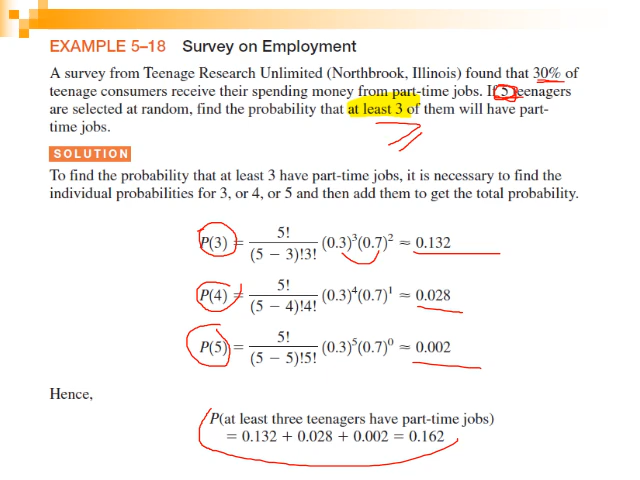 EXAMPLE 5–18 Survey on Employment
A survey from Teenage Research Unlimited (Northbrook, Illinois) found that 30% of
teenage consumers receive their spending money from part-time jobs. If 5 teenagers
are selected at random, find the probability that at least 3 of them will have part-
time jobs.
SOLUTION
To find the probability that at least 3 have part-time jobs, it is necessary to find the
individual probabilities for 3, or 4, or 5 and then add them to get the total probability.
P(3) = 5! / (5 − 3)!3! (0.3)³(0.7)² ≈ 0.132
P(4) = 5! / (5 − 4)!4! (0.3)⁴(0.7)¹ ≈ 0.028
P(5) = 5! / (5 − 5)!5! (0.3)⁵(0.7)⁰ ≈ 0.002
Hence,
P(at least three teenagers have part-time jobs)
= 0.132 + 0.028 + 0.002 = 0.162